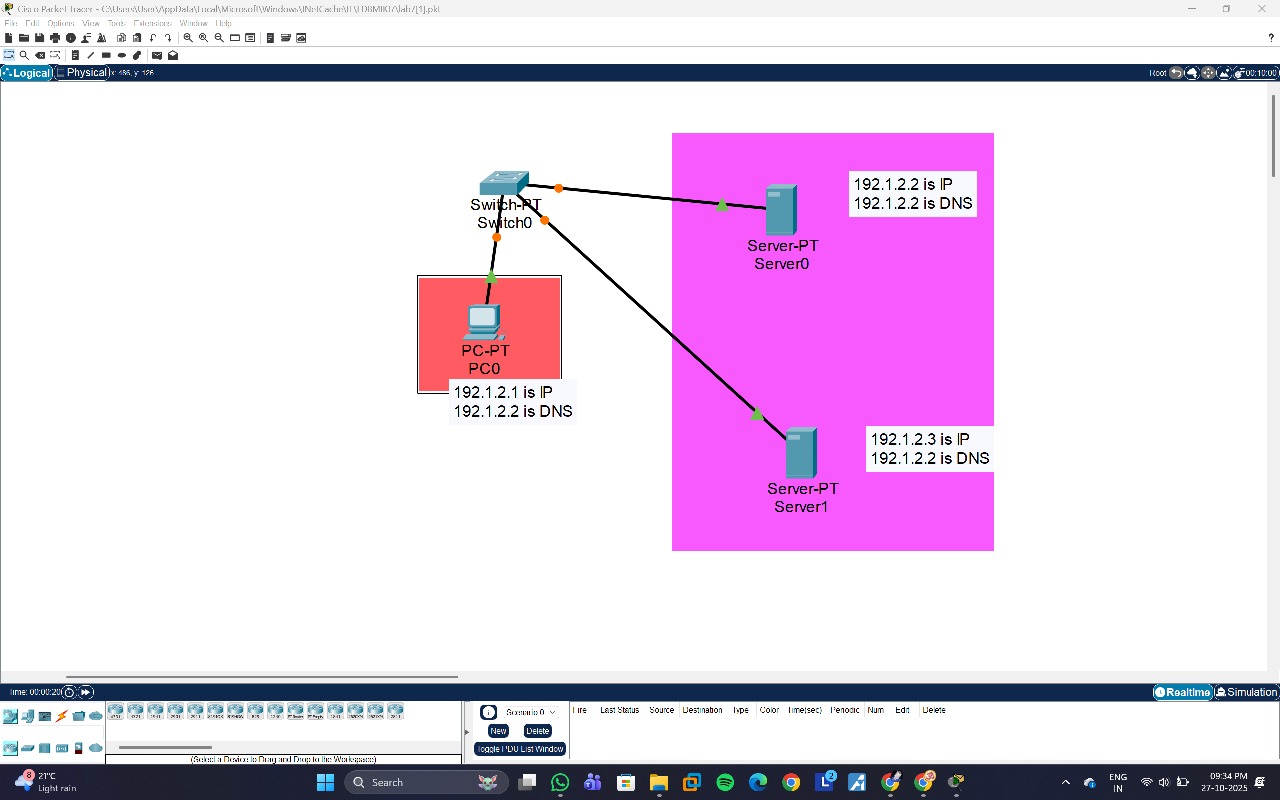 Cisco Packet Tracer - C:\Users\User\AppData\Local\Microsoft\Windows\INetCache\IE\LDBMIKI7\lab7[1].pkt
File Edit Options View Tools Extensions Window Help
?
Logical Physical x: 486, y: 126
Root 00:10:00
Switch-PT
Switch0
Server-PT
Server0
192.1.2.2 is IP
192.1.2.2 is DNS
PC-PT
PC0
192.1.2.1 is IP
192.1.2.2 is DNS
Server-PT
Server1
192.1.2.3 is IP
192.1.2.2 is DNS
Time: 00:00:20
Realtime Simulation
Scenario 0
New Delete
Toggle PDU List Window
Fire Last Status Source Destination Type Color Time(sec) Periodic Num Edit Delete
(Select a Device to Drag and Drop to the Workspace)
8
21°C
Light rain
Search
2
ENG
IN
09:34 PM
27-10-2025